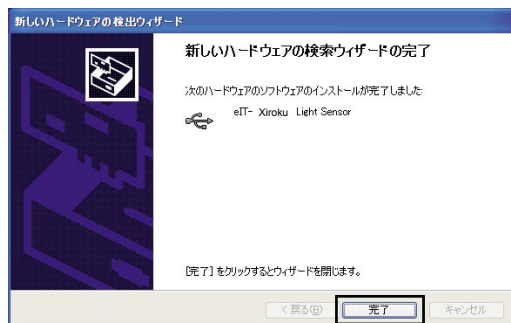 新しいハードウェアの検出ウィザード
新しいハードウェアの検索ウィザードの完了
次のハードウェアのソフトウェアのインストールが完了しました:
eIT- Xiroku Light Sensor
[完了] をクリックするとウィザードを閉じます。
< 戻る(B) 完了 キャンセル